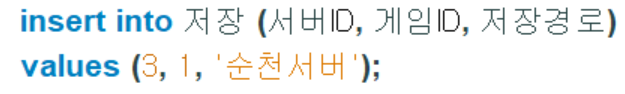 insert into 저장 (서버ID, 게임ID, 저장경로)
values (3, 1, '순천서버');